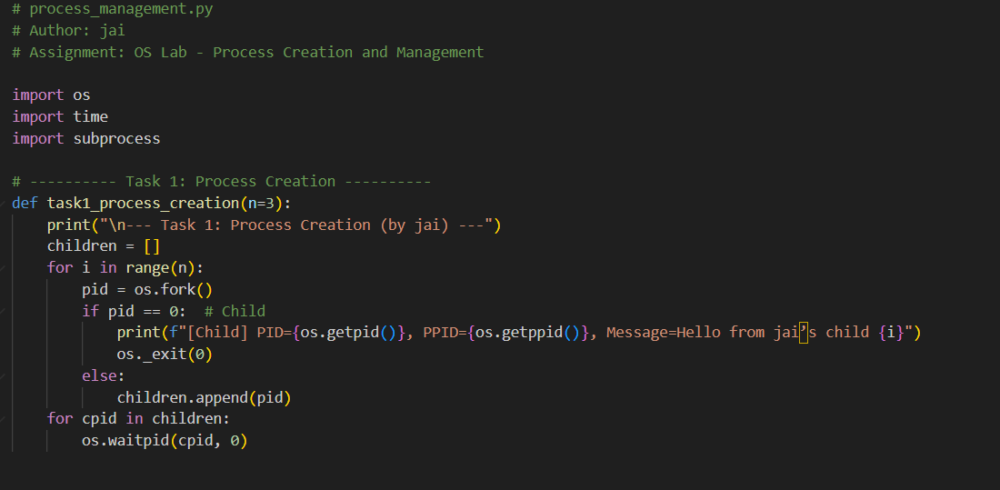 # process_management.py
# Author: jai
# Assignment: OS Lab - Process Creation and Management
import os
import time
import subprocess
# ---------- Task 1: Process Creation ----------
def task1_process_creation(n=3):
    print("\n--- Task 1: Process Creation (by jai) ---")
    children = []
    for i in range(n):
        pid = os.fork()
        if pid == 0:  # Child
            print(f"[Child] PID={os.getpid()}, PPID={os.getppid()}, Message=Hello from jai’s child {i}")
            os._exit(0)
        else:
            children.append(pid)
    for cpid in children:
        os.waitpid(cpid, 0)